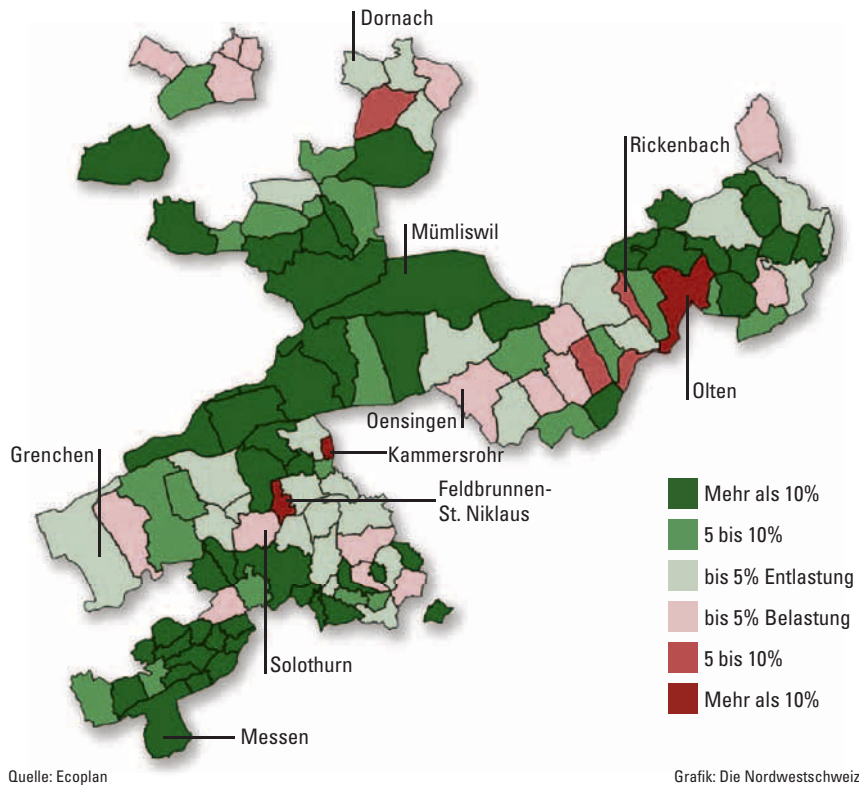 Dornach
Rickenbach
Mümliswil
Olten
Oensingen
Grenchen
Kammersrohr
Feldbrunnen-
St. Niklaus
Mehr als 10%
5 bis 10%
bis 5% Entlastung
bis 5% Belastung
5 bis 10%
Mehr als 10%
Solothurn
Messen
Quelle: Ecoplan
Grafik: Die Nordwestschweiz